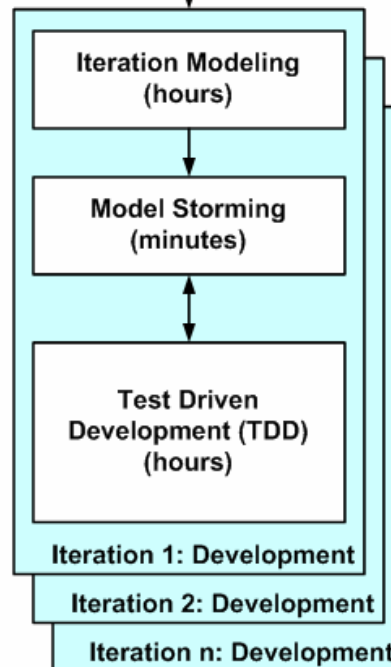 Iteration Modeling
(hours)
Model Storming
(minutes)
Test Driven
Development (TDD)
(hours)
Iteration 1: Development
Iteration 2: Development
Iteration n: Development